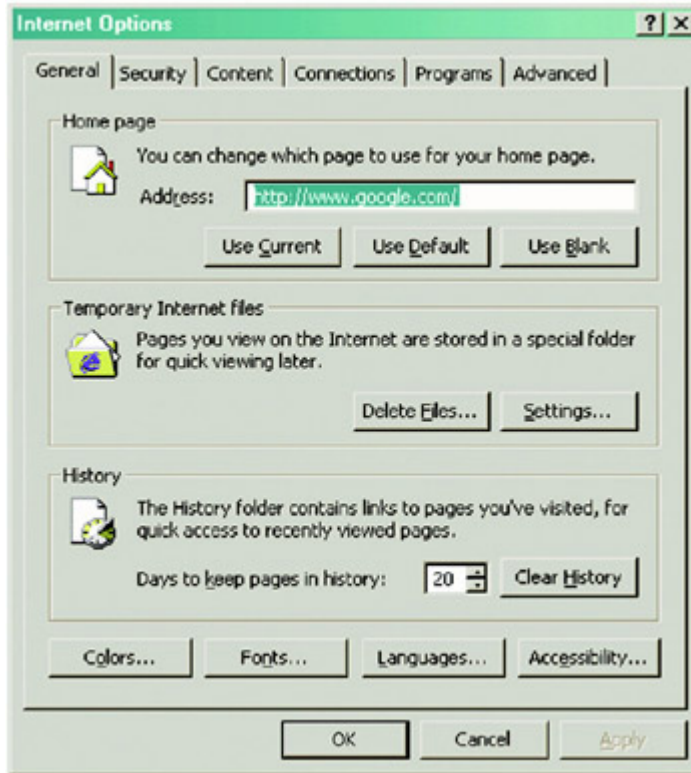 Internet Options
General Security Content Connections Programs Advanced
Home page
You can change which page to use for your home page.
Address: http://www.google.com/
Use Current Use Default Use Blank
Temporary Internet files
Pages you view on the Internet are stored in a special folder
for quick viewing later.
Delete Files... Settings...
History
The History folder contains links to pages you've visited, for
quick access to recently viewed pages.
Days to keep pages in history: 20 Clear History
Colors... Fonts... Languages... Accessibility...
OK Cancel Apply